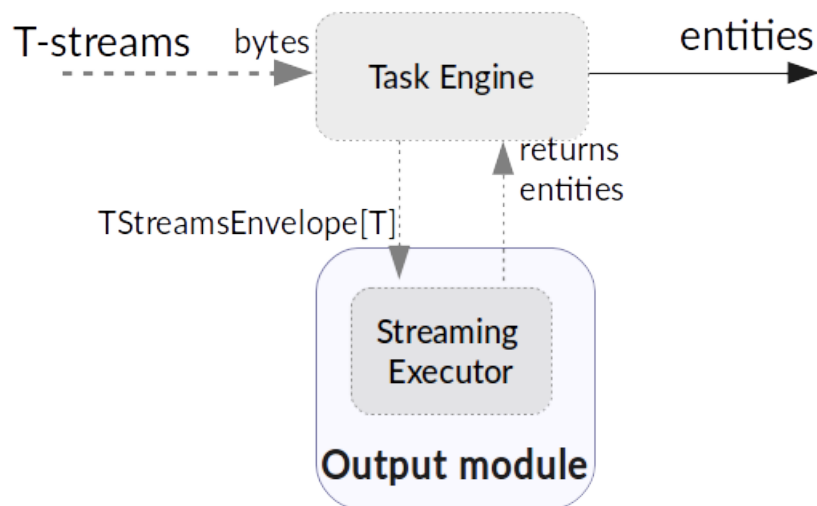 T-streams
bytes
Task Engine
entities
returns
entities
TStreamsEnvelope[T]
Streaming
Executor
Output module